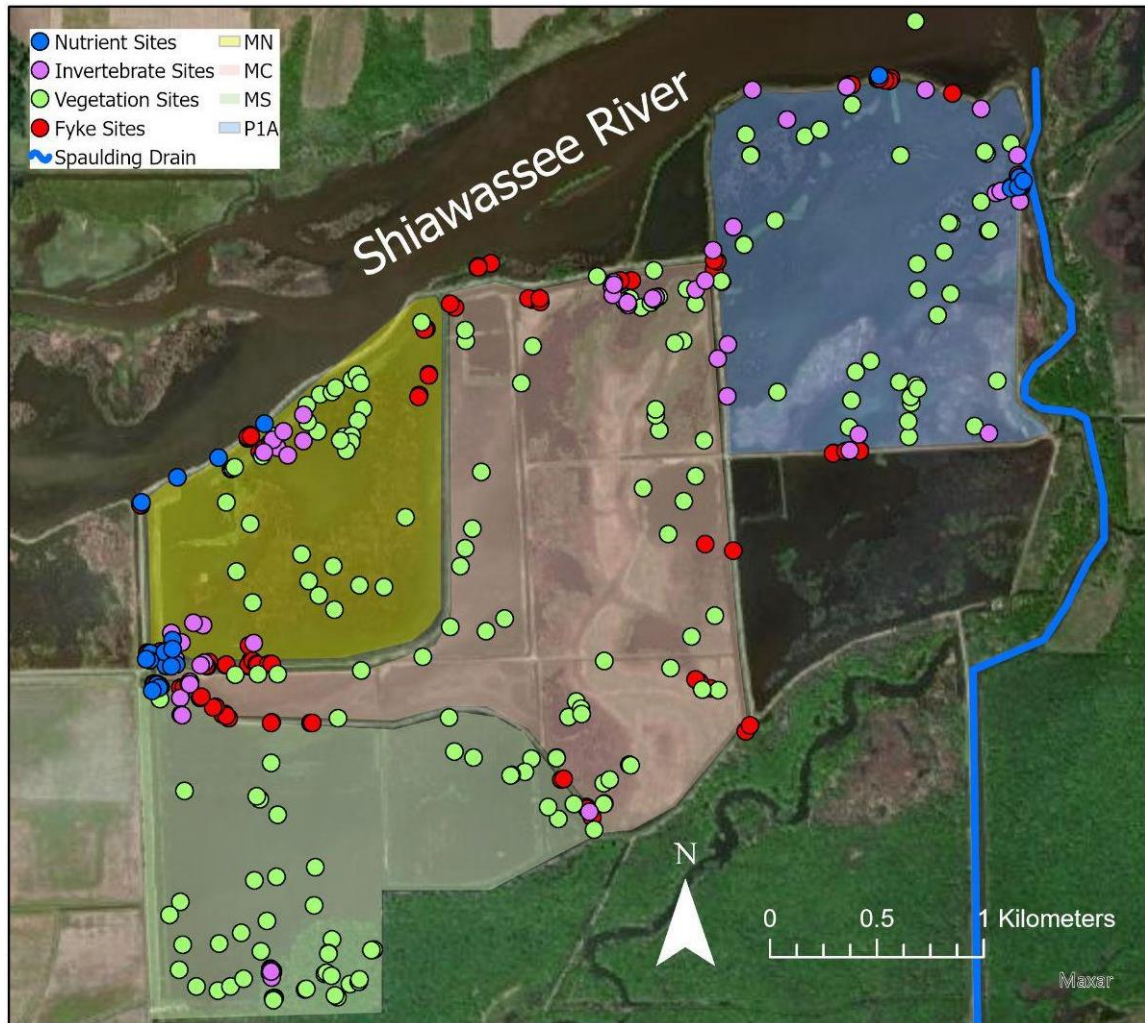 Nutrient Sites
MN
Invertebrate Sites
MC
Vegetation Sites
MS
Fyke Sites
P1A
Spaulding Drain
Shiawassee River
N
0 0.5 1 Kilometers
Maxar